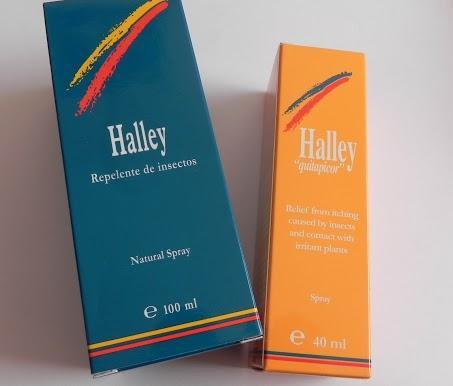 Halley
Repelente de insectos
Natural Spray
℮ 100 ml
Halley
"quitapicor"
Relief from itching
caused by insects
and contact with
irritant plants
Spray
℮ 40 ml